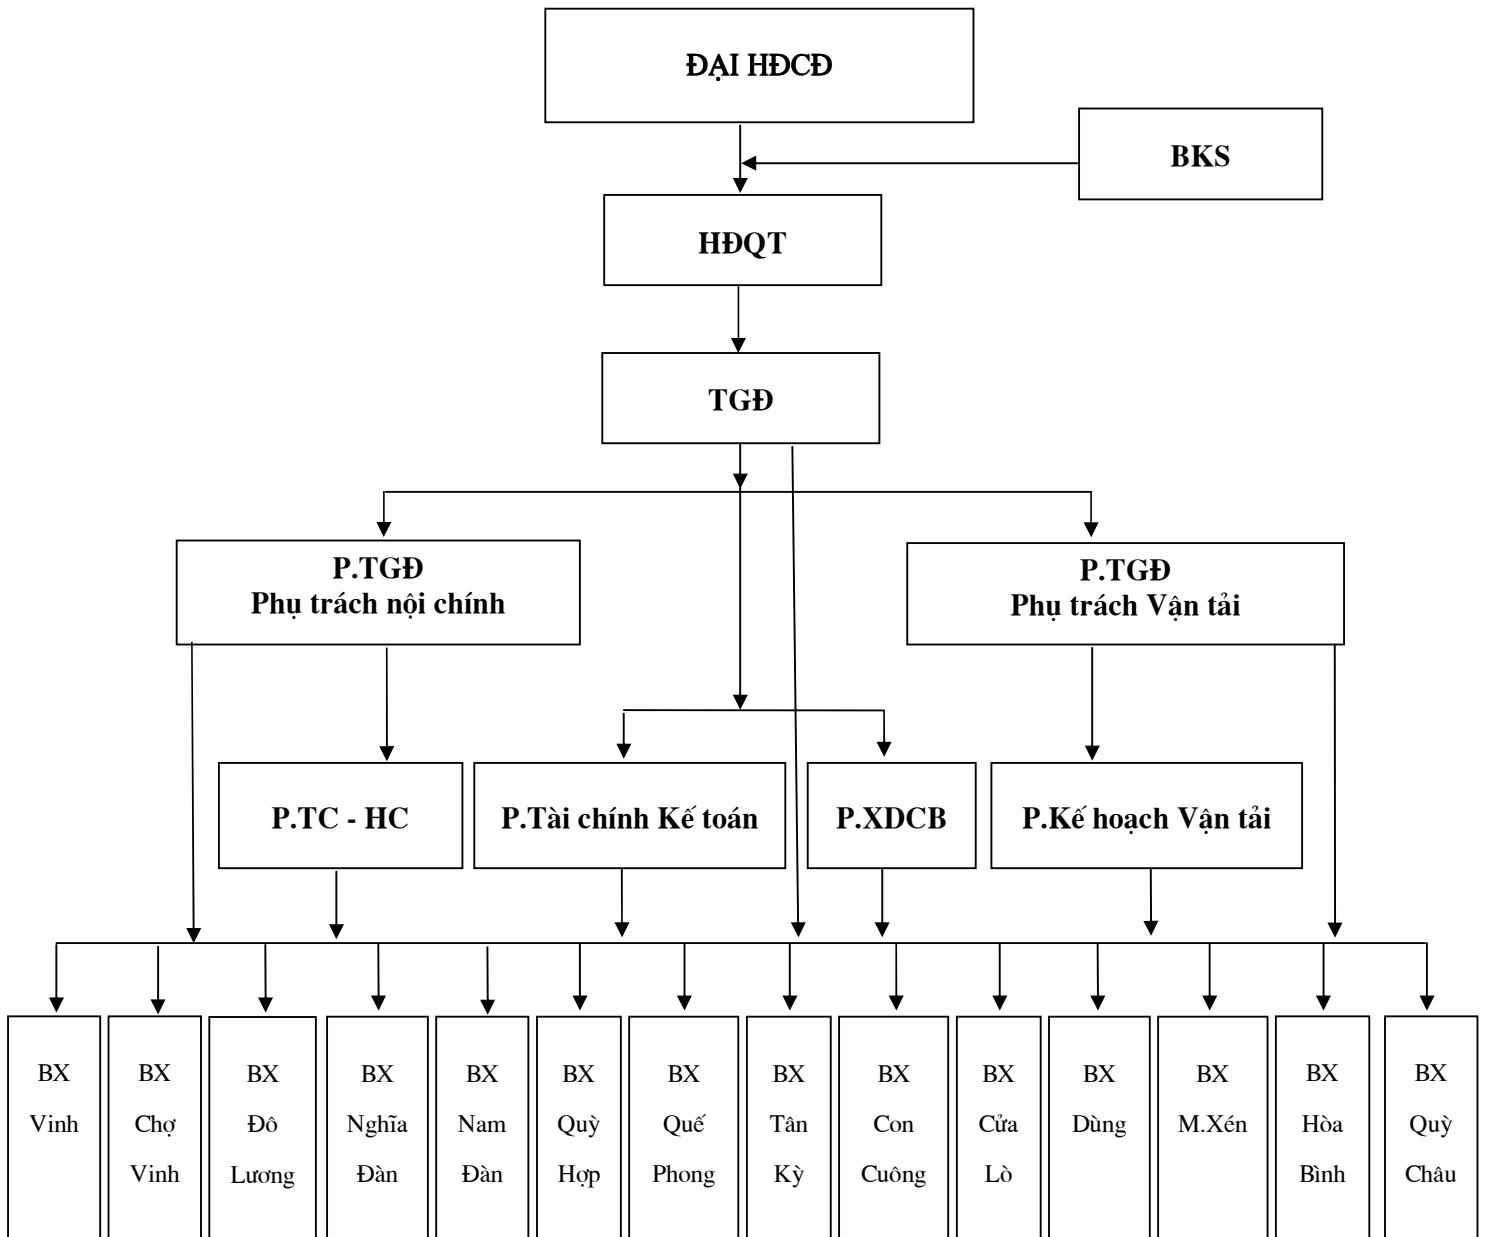 ĐẠI HĐCĐ
BKS
HĐQT
TGĐ
P.TGĐ
Phụ trách nội chính
P.TGĐ
Phụ trách Vận tải
P.TC - HC
P.Tài chính Kế toán
P.XDCB
P.Kế hoạch Vận tải
BX
Vinh
BX
Chợ
Vinh
BX
Đô
Lương
BX
Nghĩa
Đàn
BX
Nam
Đàn
BX
Quỳ
Hợp
BX
Quế
Phong
BX
Tân
Kỳ
BX
Con
Cuông
BX
Cửa
Lò
BX
Dùng
BX
M.Xén
BX
Hòa
Bình
BX
Quỳ
Châu